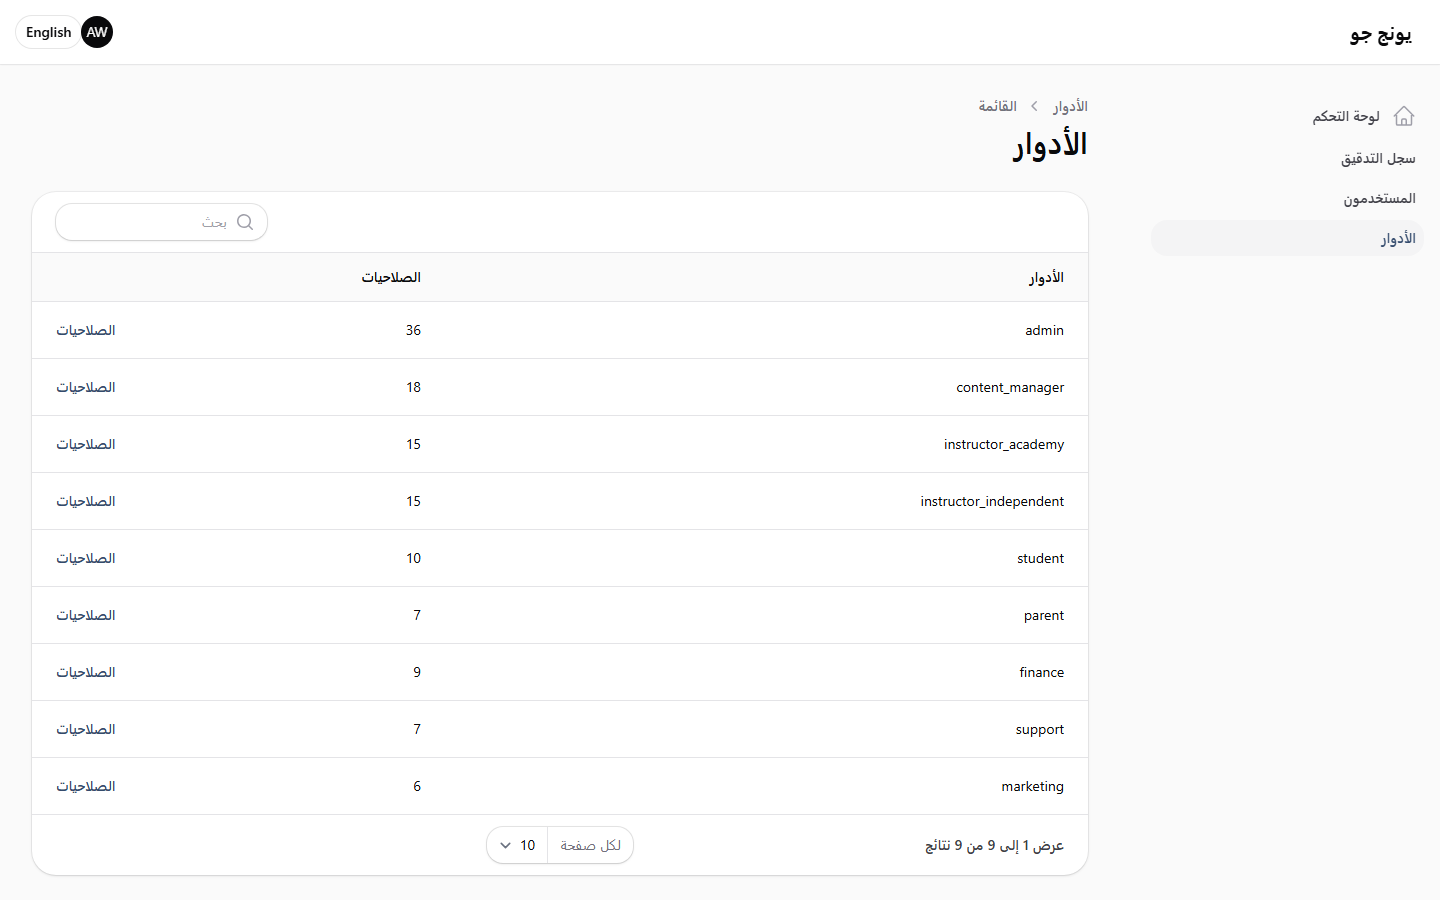 يونج جو
AW
English
لوحة التحكم
سجل التدقيق
المستخدمون
الأدوار
الأدوار
القائمة
الأدوار
بحث
الأدوار الصلاحيات
admin 36 الصلاحيات
content_manager 18 الصلاحيات
instructor_academy 15 الصلاحيات
instructor_independent 15 الصلاحيات
student 10 الصلاحيات
parent 7 الصلاحيات
finance 9 الصلاحيات
support 7 الصلاحيات
marketing 6 الصلاحيات
عرض 1 إلى 9 من 9 نتائج
لكل صفحة 10